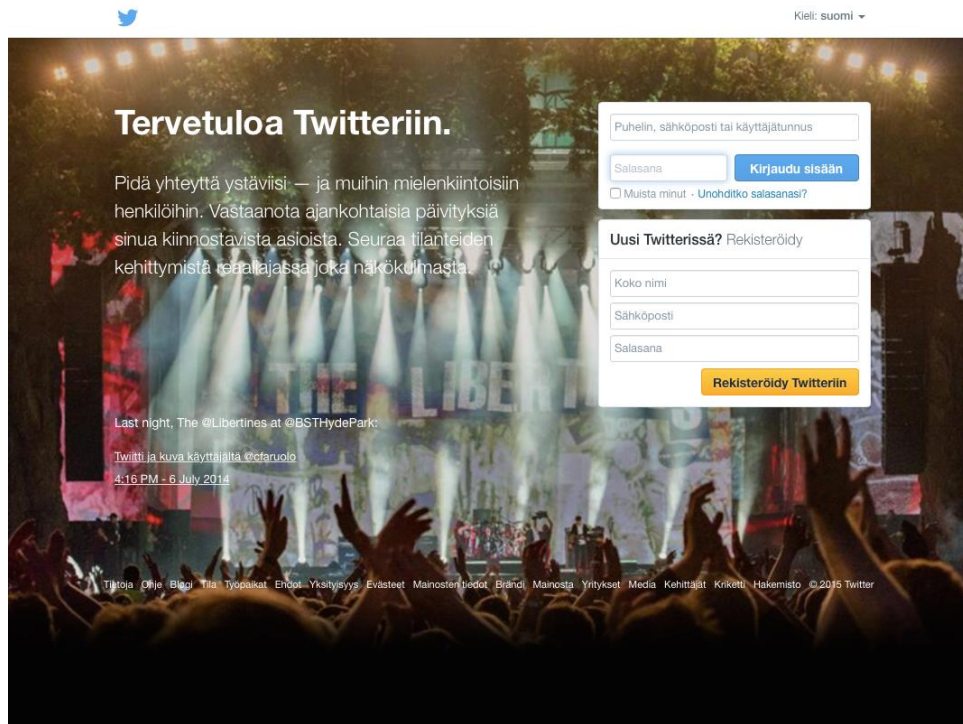 Kieli: suomi
Tervetuloa Twitteriin.
Pidä yhteyttä ystäviisi — ja muihin mielenkiintoisiin
henkilöihin. Vastaanota ajankohtaisia päivityksiä
sinua kiinnostavista asioista. Seuraa tilanteiden
kehittymistä reaaliajassa joka näkökulmasta.
Puhelin, sähköposti tai käyttäjätunnus
Salasana
Kirjaudu sisään
Muista minut · Unohditko salasanasi?
Uusi Twitterissä? Rekisteröidy
Koko nimi
Sähköposti
Salasana
Rekisteröidy Twitteriin
THE LIBERTINES
Last night, The @Libertines at @BSTHydePark:
Twiitti ja kuva käyttäjältä @cfaruolo
4:16 PM - 6 July 2014
Tietoja Ohje Blogi Tila Työpaikat Ehdot Yksityisyys Evästeet Mainosten tiedot Brändi Mainosta Yritykset Media Kehittäjät Kriketti Hakemisto © 2015 Twitter